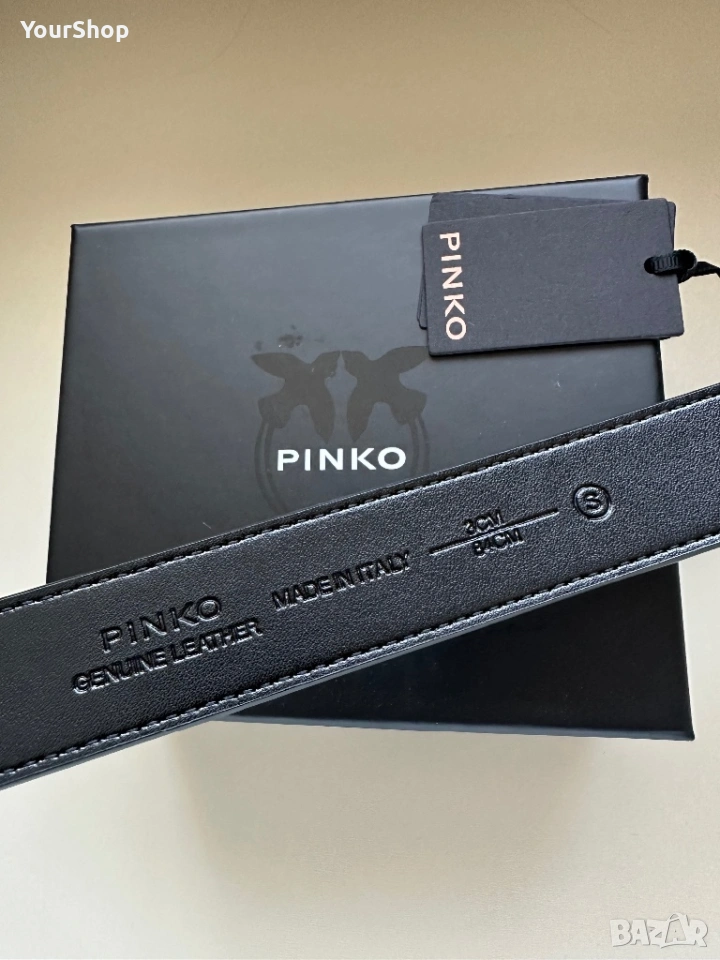 YourShop
PINKO
PINKO
PINKO
GENUINE LEATHER
MADE IN ITALY
3CM
84CM
S
BAZAR